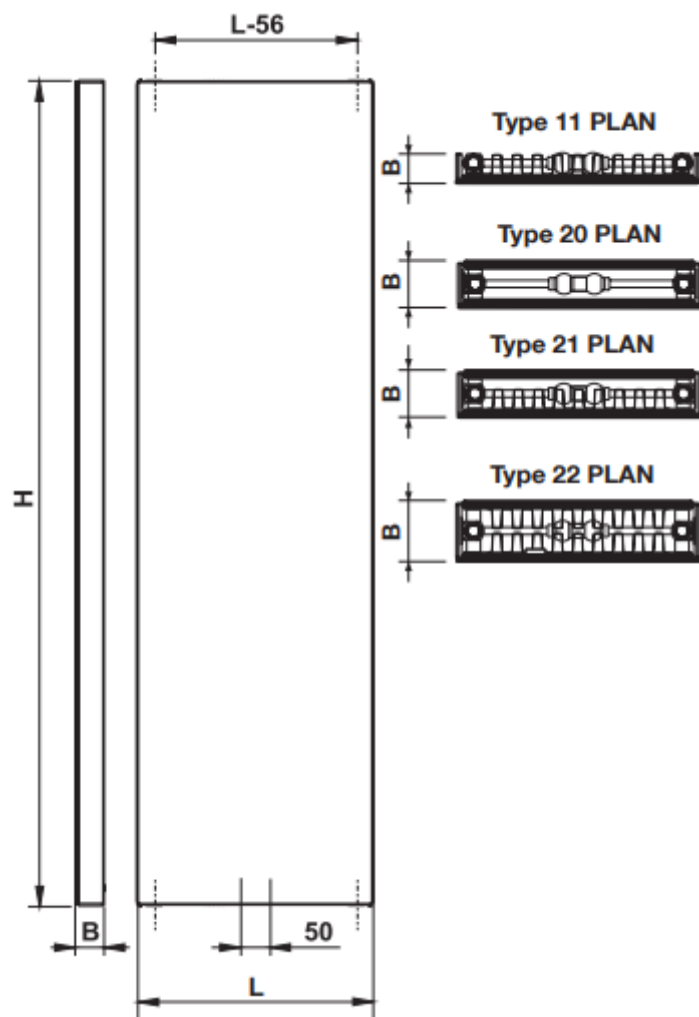 L-56
Type 11 PLAN
B
Type 20 PLAN
B
Type 21 PLAN
B
Type 22 PLAN
B
H
B
50
L